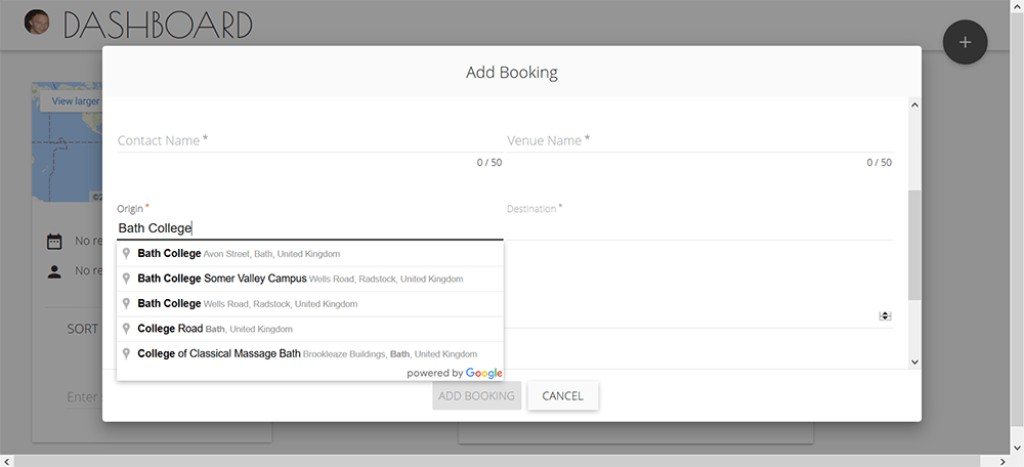 DASHBOARD
+
Add Booking
View larger
Contact Name *
Venue Name *
0 / 50
0 / 50
Origin *
Destination *
Bath College
Bath College Avon Street, Bath, United Kingdom
Bath College Somer Valley Campus Wells Road, Radstock, United Kingdom
Bath College Wells Road, Radstock, United Kingdom
College Road Bath, United Kingdom
College of Classical Massage Bath Brookleaze Buildings, Bath, United Kingdom
powered by Google
No re
No re
SORT
Enter
ADD BOOKING
CANCEL